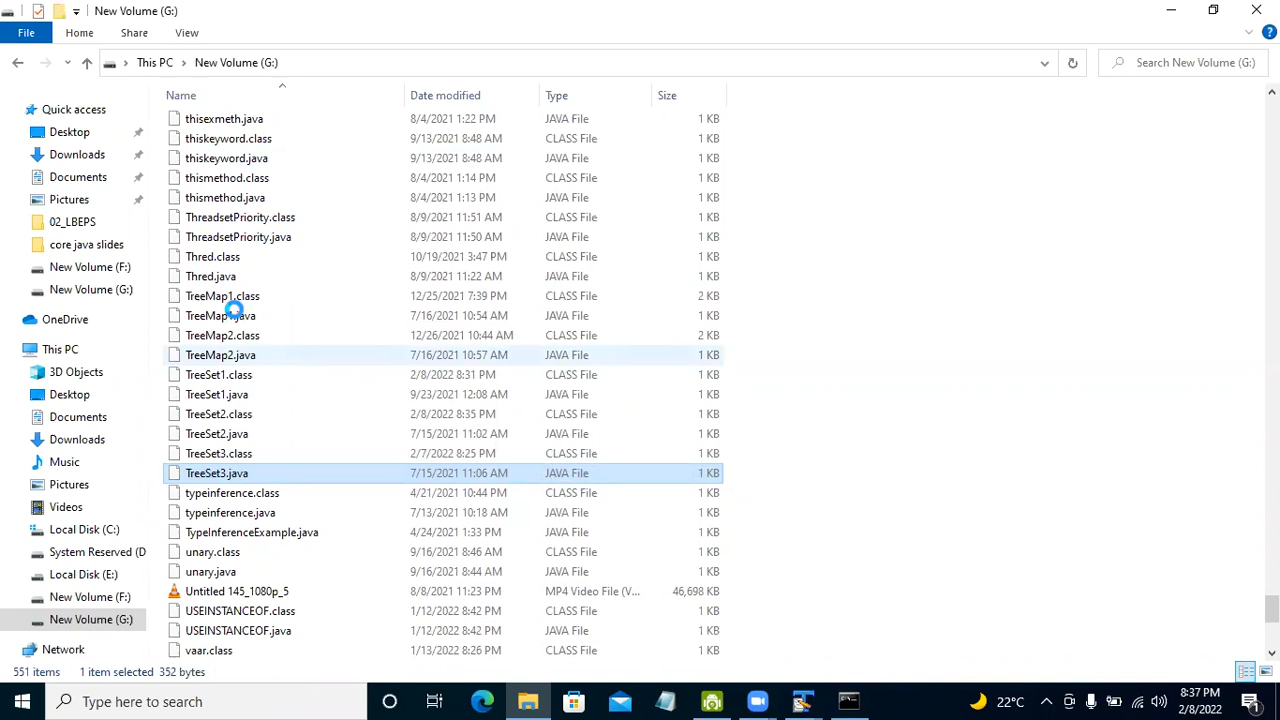 New Volume (G:)
File Home Share View
This PC New Volume (G:) Search New Volume (G:)
Name Date modified Type Size
Quick access
Desktop
Downloads
Documents
Pictures
02_LBEPS
core java slides
New Volume (F:)
New Volume (G:)
OneDrive
This PC
3D Objects
Desktop
Documents
Downloads
Music
Pictures
Videos
Local Disk (C:)
System Reserved (D
Local Disk (E:)
New Volume (F:)
New Volume (G:)
Network
thisexmeth.java 8/4/2021 1:22 PM JAVA File 1 KB
thiskeyword.class 9/13/2021 8:48 AM CLASS File 1 KB
thiskeyword.java 9/13/2021 8:48 AM JAVA File 1 KB
thismethod.class 8/4/2021 1:14 PM CLASS File 1 KB
thismethod.java 8/4/2021 1:13 PM JAVA File 1 KB
ThreadsetPriority.class 8/9/2021 11:51 AM CLASS File 1 KB
ThreadsetPriority.java 8/9/2021 11:50 AM JAVA File 1 KB
Thred.class 10/19/2021 3:47 PM CLASS File 1 KB
Thred.java 8/9/2021 11:22 AM JAVA File 1 KB
TreeMap1.class 12/25/2021 7:39 PM CLASS File 2 KB
TreeMap1.java 7/16/2021 10:54 AM JAVA File 1 KB
TreeMap2.class 12/26/2021 10:44 AM CLASS File 2 KB
TreeMap2.java 7/16/2021 10:57 AM JAVA File 1 KB
TreeSet1.class 2/8/2022 8:31 PM CLASS File 1 KB
TreeSet1.java 9/23/2021 12:08 AM JAVA File 1 KB
TreeSet2.class 2/8/2022 8:35 PM CLASS File 1 KB
TreeSet2.java 7/15/2021 11:02 AM JAVA File 1 KB
TreeSet3.class 2/7/2022 8:25 PM CLASS File 1 KB
TreeSet3.java 7/15/2021 11:06 AM JAVA File 1 KB
typeinference.class 4/21/2021 10:44 PM CLASS File 1 KB
typeinference.java 7/13/2021 10:18 AM JAVA File 1 KB
TypeInferenceExample.java 4/24/2021 1:33 PM JAVA File 1 KB
unary.class 9/16/2021 8:46 AM CLASS File 1 KB
unary.java 9/16/2021 8:44 AM JAVA File 1 KB
Untitled 145_1080p_5 8/8/2021 11:23 PM MP4 Video File (V... 46,698 KB
USEINSTANCEOF.class 1/12/2022 8:42 PM CLASS File 1 KB
USEINSTANCEOF.java 1/12/2022 8:42 PM JAVA File 1 KB
vaar.class 1/13/2022 8:26 PM CLASS File 1 KB
551 items 1 item selected 352 bytes
Type here to search 22°C 8:37 PM
2/8/2022